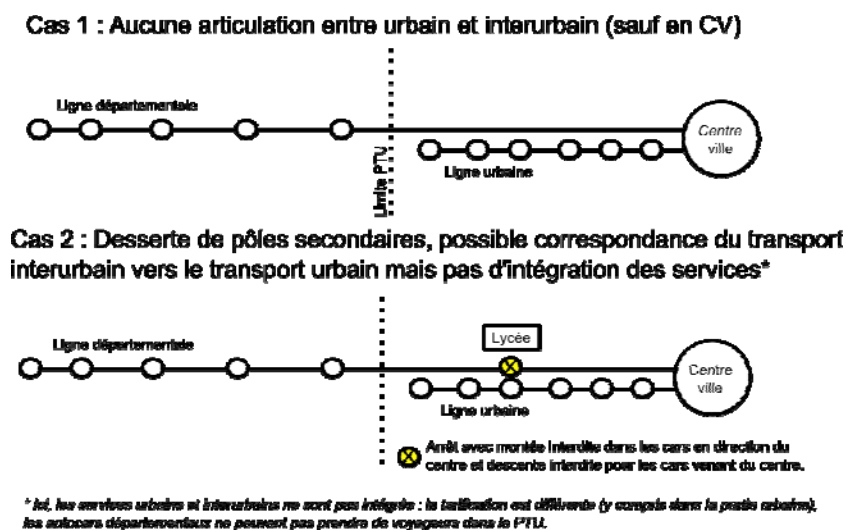 Cas 1 : Aucune articulation entre urbain et interurbain (sauf en CV)
Ligne départementale
Centre
ville
Ligne urbaine
Limite PTU
Cas 2 : Desserte de pôles secondaires, possible correspondance du transport
interurbain vers le transport urbain mais pas d'intégration des services*
Lycée
Ligne départementale
Centre
ville
Ligne urbaine
Arrêt avec montée interdite dans les cars en direction du
centre et descente interdite pour les cars venant du centre.
* Ici, les services urbains et interurbains ne sont pas intégrés : la tarification est différente (y compris dans la partie urbaine),
les autocars départementaux ne peuvent pas prendre de voyageurs dans le PTU.